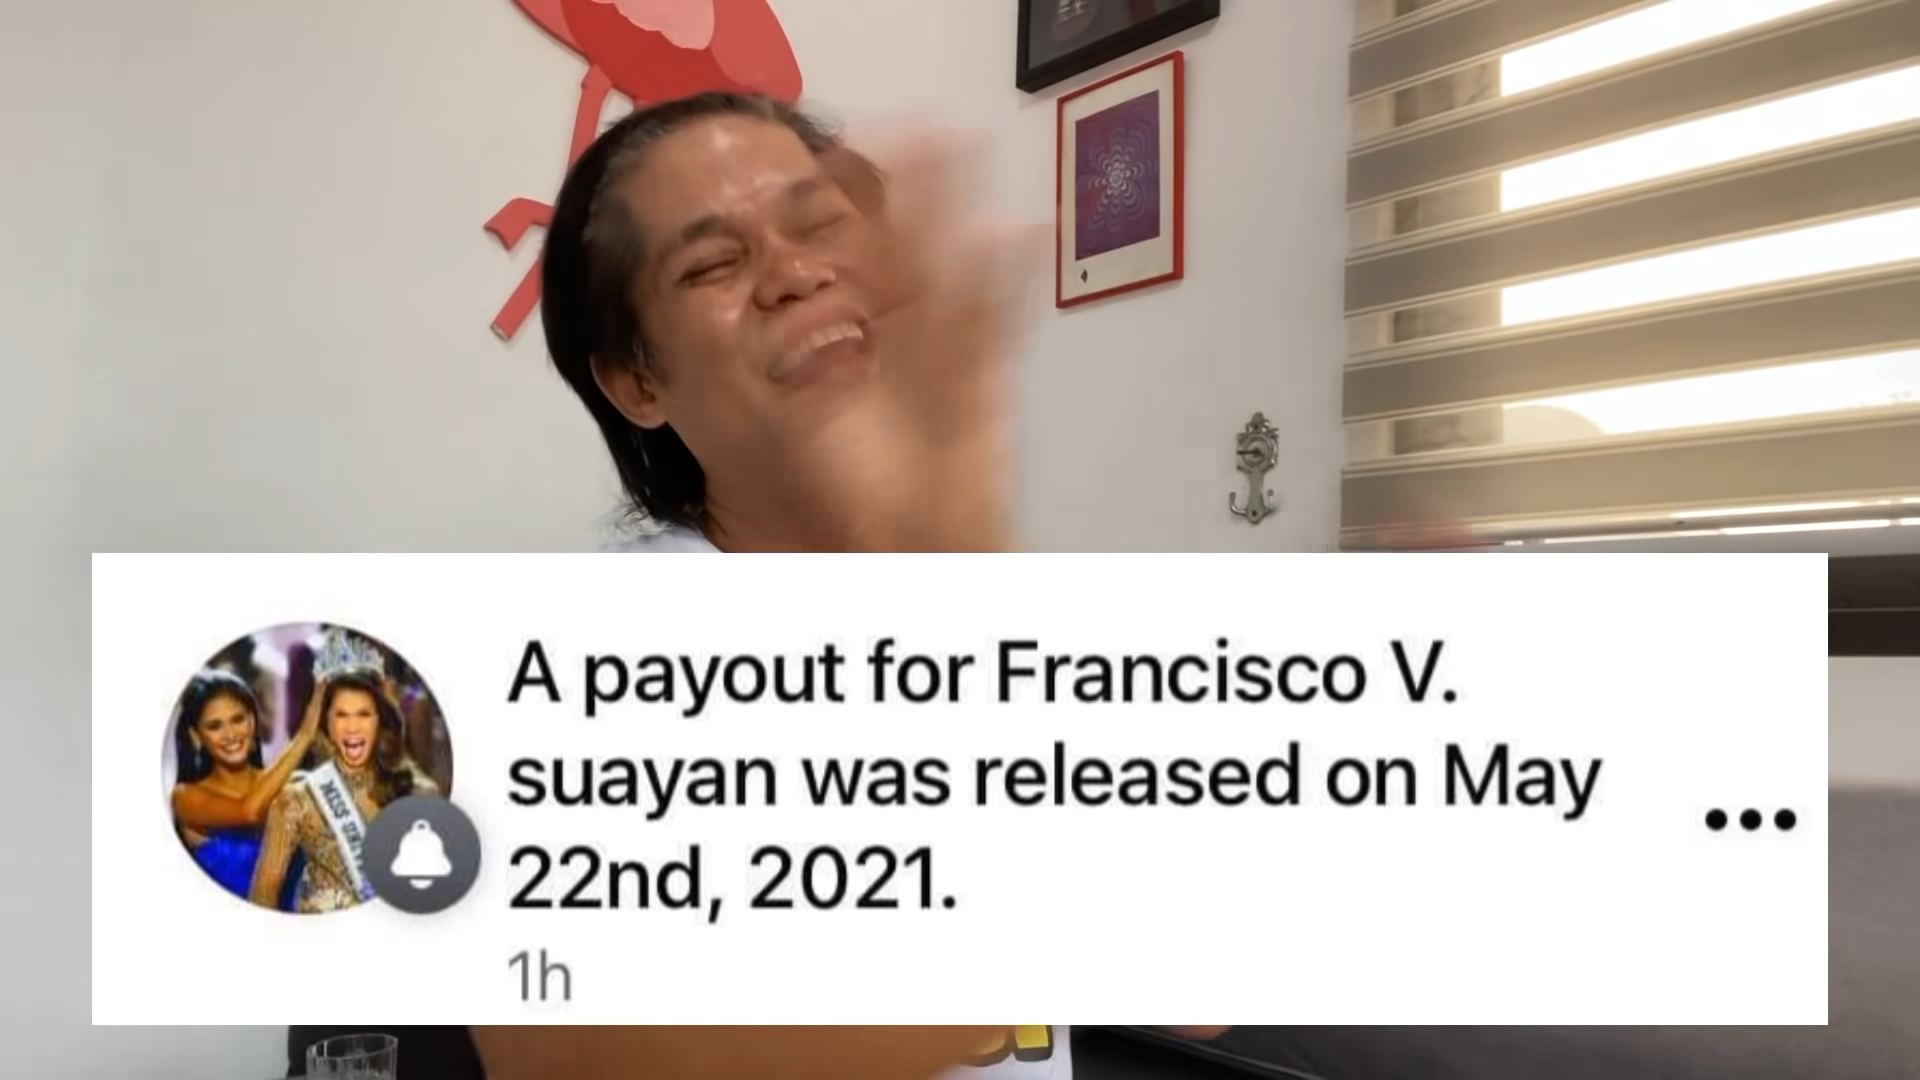 A payout for Francisco V.
suayan was released on May
22nd, 2021.
1h